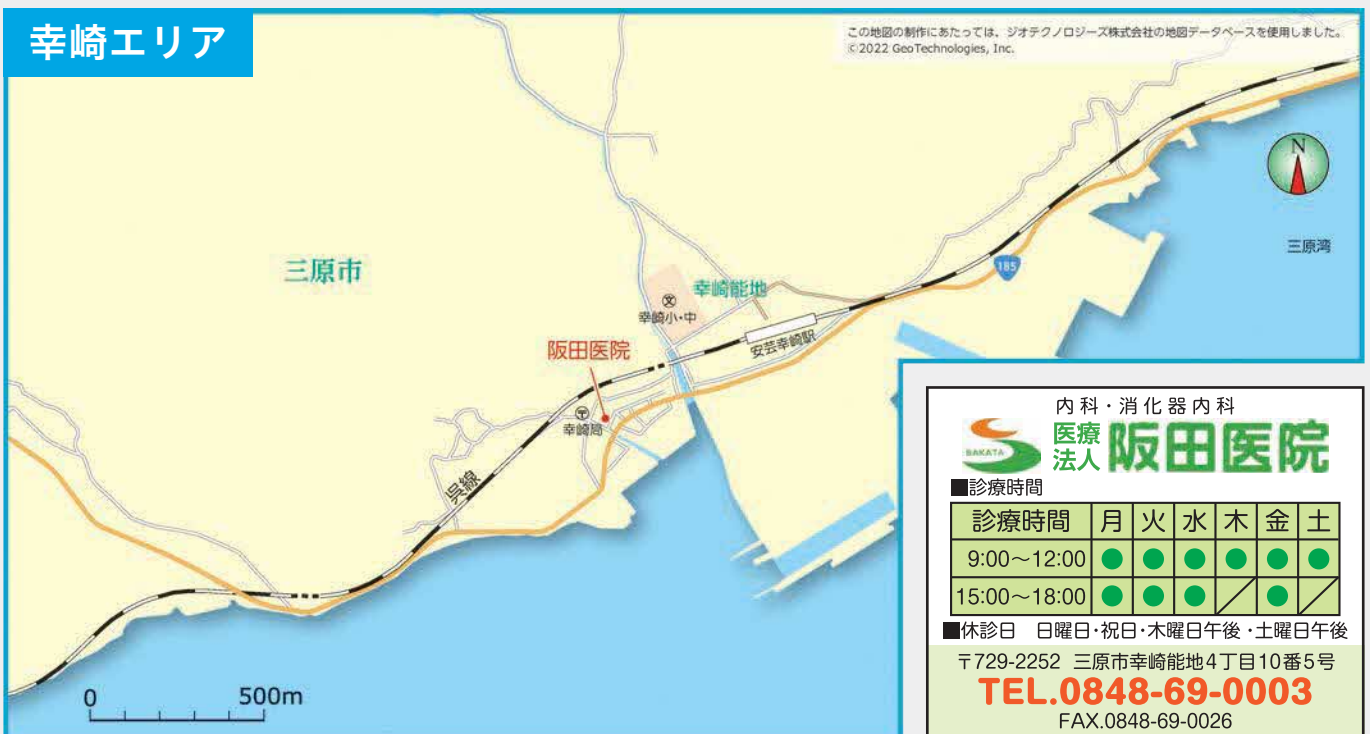 幸崎エリア
この地図の制作にあたっては、ジオテクノロジーズ株式会社の地図データベースを使用しました。
©2022 GeoTechnologies, Inc.
N
三原湾
185
三原市
幸崎能地
文
幸崎小・中
安芸幸崎駅
阪田医院
〒
幸崎局
呉線
0 500m
内科・消化器内科
SAKATA
医療
法人
阪田医院
■診療時間
診療時間 月 火 水 木 金 土
9:00〜12:00 ● ● ● ● ● ●
15:00〜18:00 ● ● ● ／ ● ／
■休診日 日曜日・祝日・木曜日午後・土曜日午後
〒729-2252 三原市幸崎能地4丁目10番5号
TEL.0848-69-0003
FAX.0848-69-0026